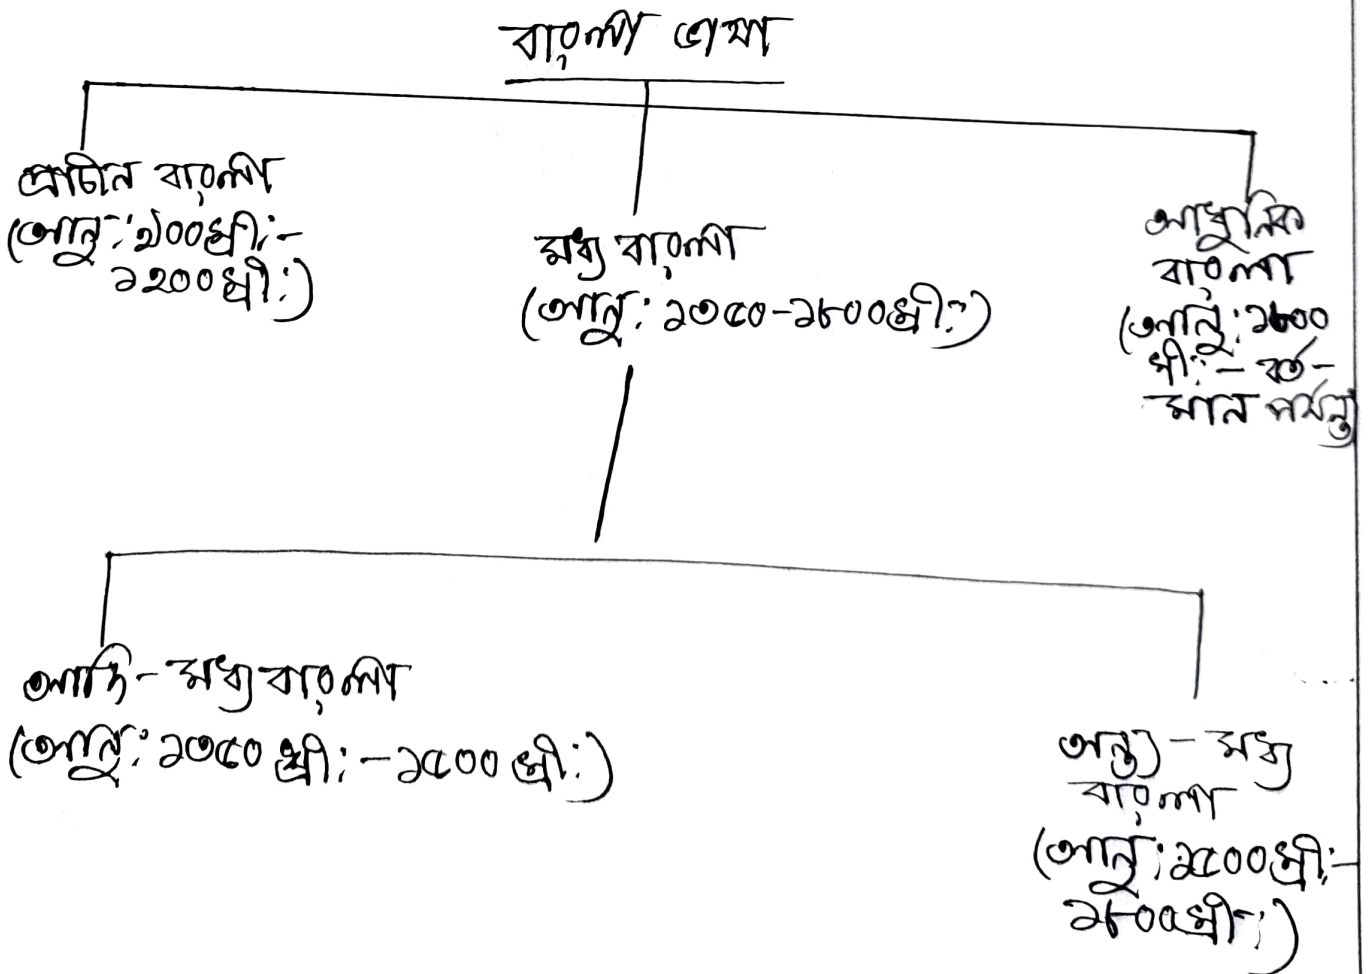 বাংলা ভাষা
প্রাচীন বাংলা
(আনু: ৯০০খ্রী:-
১২০০খ্রী:)
মধ্য বাংলা
(আনু: ১৩৫০-১৮০০খ্রী:)
আধুনিক
বাংলা
(আনু: ১৮০০
খ্রী: - বর্ত-
মান পর্যন্ত
আদি - মধ্য বাংলা
(আনু: ১৩৫০ খ্রী: - ১৫০০ খ্রী:)
অন্ত্য - মধ্য
বাংলা
(আনু: ১৫০০খ্রী:-
১৮০০খ্রী:)